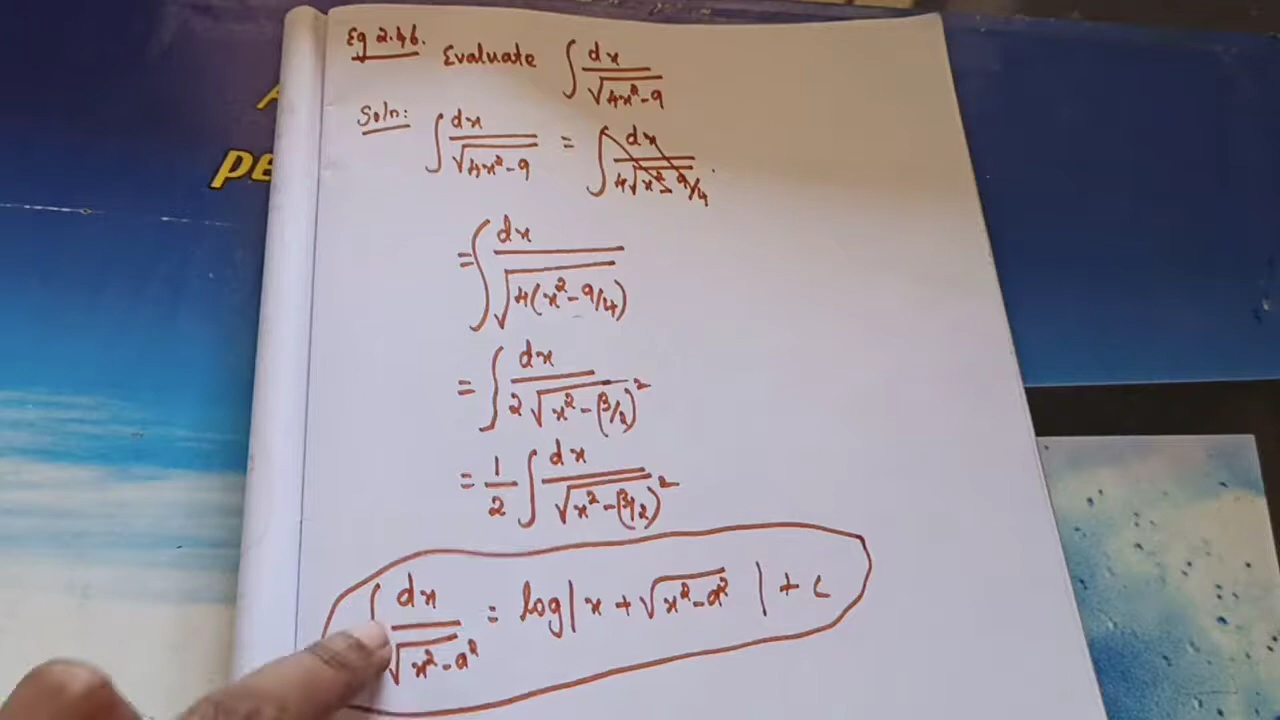 Eg 2.46. Evaluate ∫ dx/√(4x²-9)
Soln: ∫ dx/√(4x²-9) = ∫ dx/4√(x²-9/4)
= ∫ dx/√(4(x²-9/4))
= ∫ dx/2√(x²-(3/2)²)
= 1/2 ∫ dx/√(x²-(3/2)²)
∫ dx/√(x²-a²) = log|x+√(x²-a²)|+c